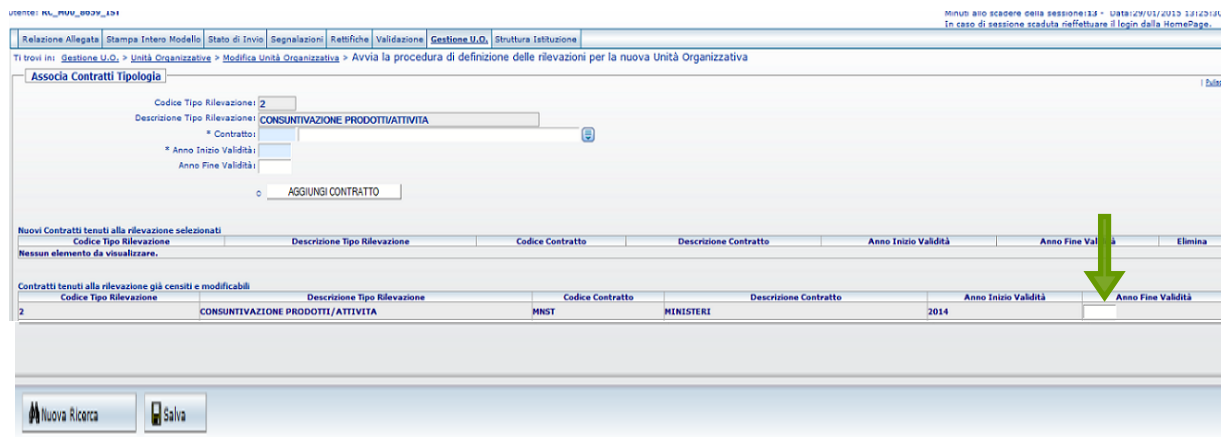 utente: RC_M00_8659_IST
Minuti allo scadere della sessione:13 - Data:29/01/2015 13:25:30
In caso di sessione scaduta rieffettuare il login dalla HomePage.
Relazione Allegata Stampa Intero Modello Stato di Invio Segnalazioni Rettifiche Validazione Gestione U.O. Struttura Istituzione
Ti trovi in: Gestione U.O. > Unità Organizzative > Modifica Unità Organizzativa > Avvia la procedura di definizione delle rilevazioni per la nuova Unità Organizzativa
Associa Contratti Tipologia
Codice Tipo Rilevazione: 2
Descrizione Tipo Rilevazione: CONSUNTIVAZIONE PRODOTTI/ATTIVITA
* Contratto:
* Anno Inizio Validità:
Anno Fine Validità:
AGGIUNGI CONTRATTO
Nuovi Contratti tenuti alla rilevazione selezionati
Codice Tipo Rilevazione Descrizione Tipo Rilevazione Codice Contratto Descrizione Contratto Anno Inizio Validità Anno Fine Validità Elimina
Nessun elemento da visualizzare.
Contratti tenuti alla rilevazione già censiti e modificabili
Codice Tipo Rilevazione Descrizione Tipo Rilevazione Codice Contratto Descrizione Contratto Anno Inizio Validità Anno Fine Validità
2 CONSUNTIVAZIONE PRODOTTI/ATTIVITA MNST MINISTERI 2014
Nuova Ricerca Salva